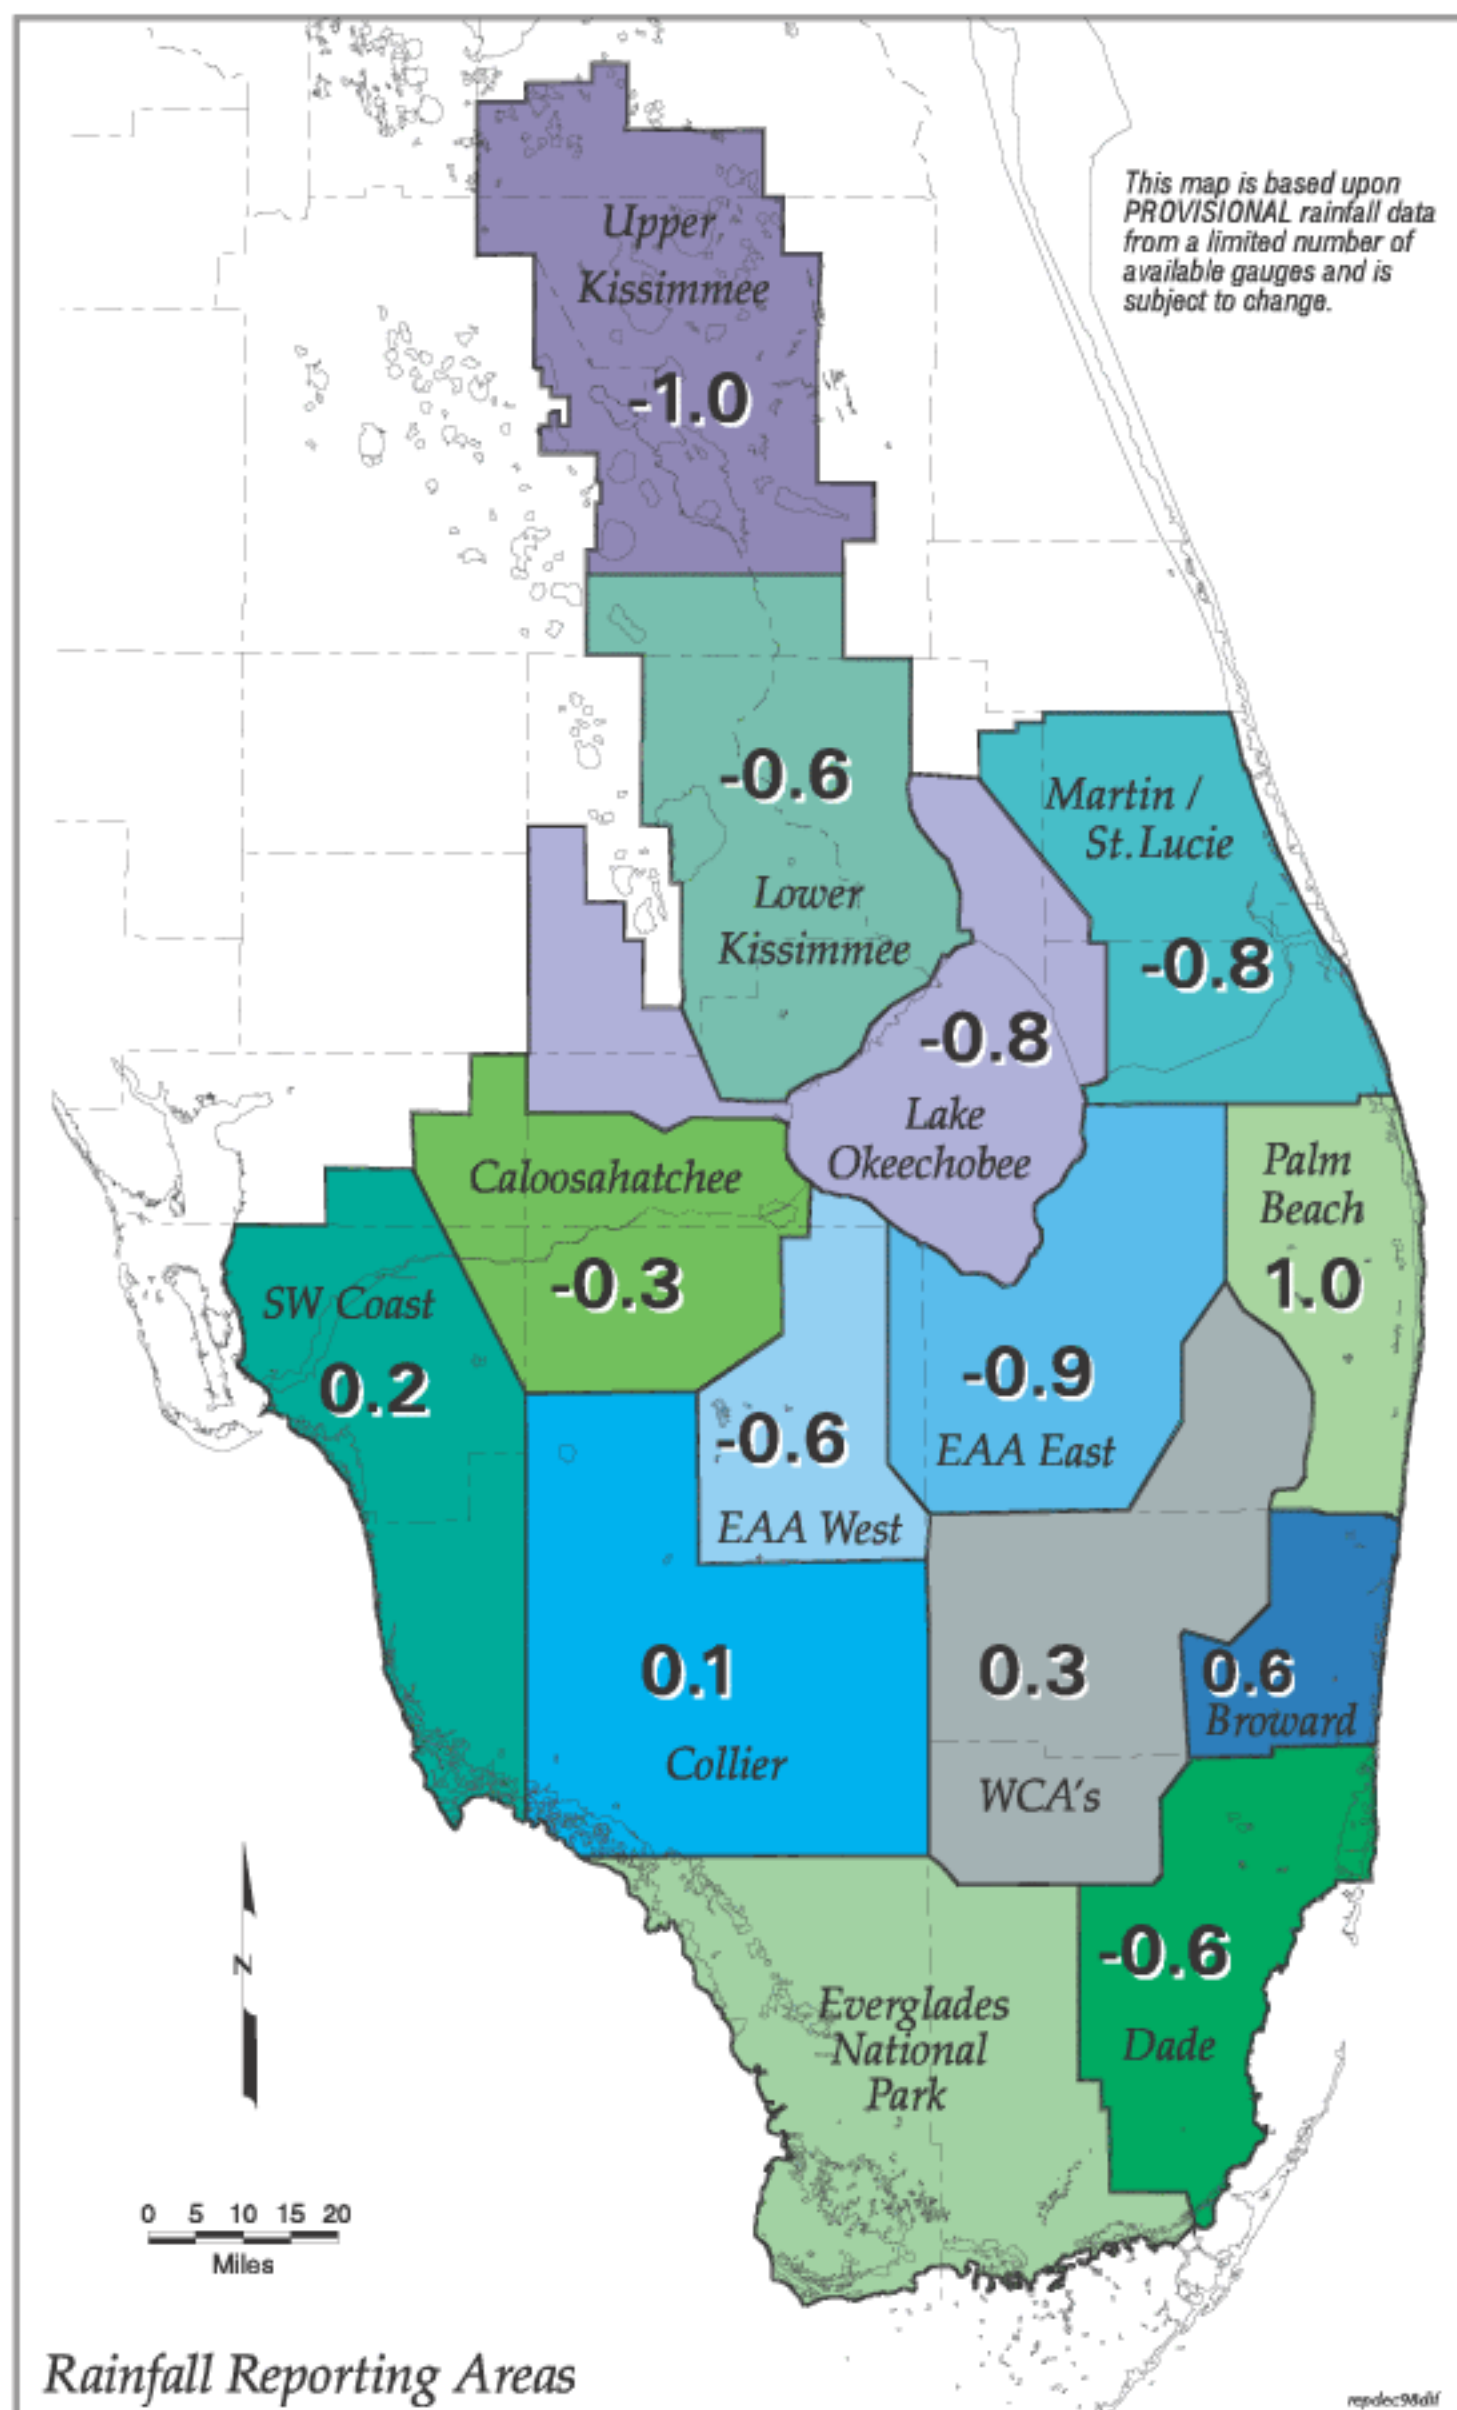 This map is based upon
PROVISIONAL rainfall data
from a limited number of
available gauges and is
subject to change.
Upper
Kissimmee
-1.0
-0.6
Lower
Kissimmee
Martin /
St. Lucie
-0.8
-0.8
Lake
Okeechobee
Caloosahatchee
-0.3
Palm
Beach
1.0
SW Coast
0.2
-0.9
EAA East
-0.6
EAA West
0.1
Collier
0.3
WCA's
0.6
Broward
-0.6
Dade
Everglades
National
Park
N
0 5 10 15 20
Miles
Rainfall Reporting Areas
repdec98dif